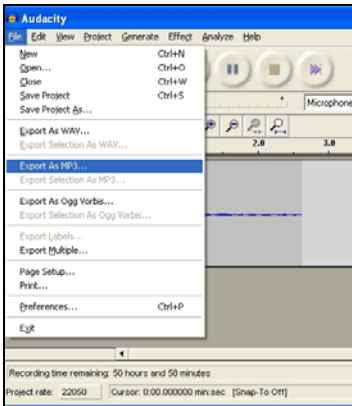 Audacity
File Edit View Project Generate Effect Analyze Help
New Ctrl+N
Open... Ctrl+O
Close Ctrl+W
Save Project Ctrl+S
Save Project As...
Microphone
Export As WAV...
Export Selection As WAV...
2.0 3.0
Export As MP3...
Export Selection As MP3...
Export As Ogg Vorbis...
Export Selection As Ogg Vorbis...
Export Labels...
Export Multiple...
Page Setup...
Print...
Preferences... Ctrl+P
Exit
Recording time remaining: 50 hours and 58 minutes
Project rate: 22050 Cursor: 0:00.000000 min:sec [Snap-To Off]